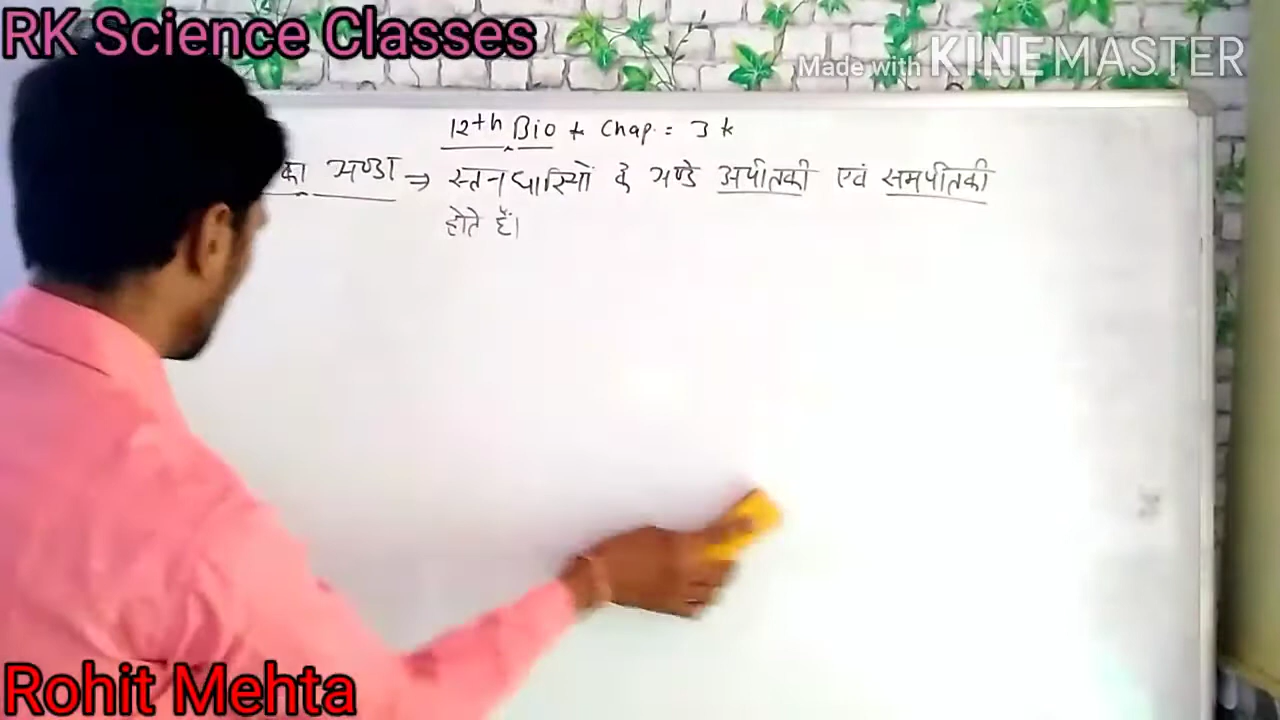 RK Science Classes
Made with KINEMASTER
12th Bio * Chap. = 3 *
का अण्डा ⇒ स्तनधारियों के अण्डे अपीतकी एवं समपीतकी
होते हैं।
Rohit Mehta